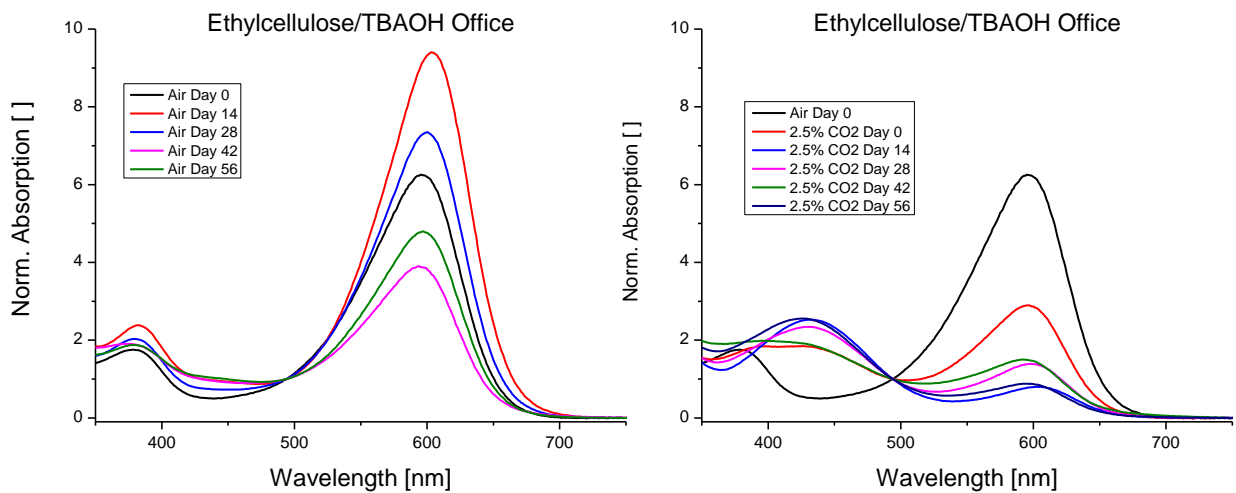 Ethylcellulose/TBAOH Office
10
8
6
4
2
0
Norm. Absorption [ ]
Air Day 0
Air Day 14
Air Day 28
Air Day 42
Air Day 56
400
500
600
700
Wavelength [nm]
Ethylcellulose/TBAOH Office
10
8
6
4
2
0
Norm. Absorption [ ]
Air Day 0
2.5% CO2 Day 0
2.5% CO2 Day 14
2.5% CO2 Day 28
2.5% CO2 Day 42
2.5% CO2 Day 56
400
500
600
700
Wavelength [nm]